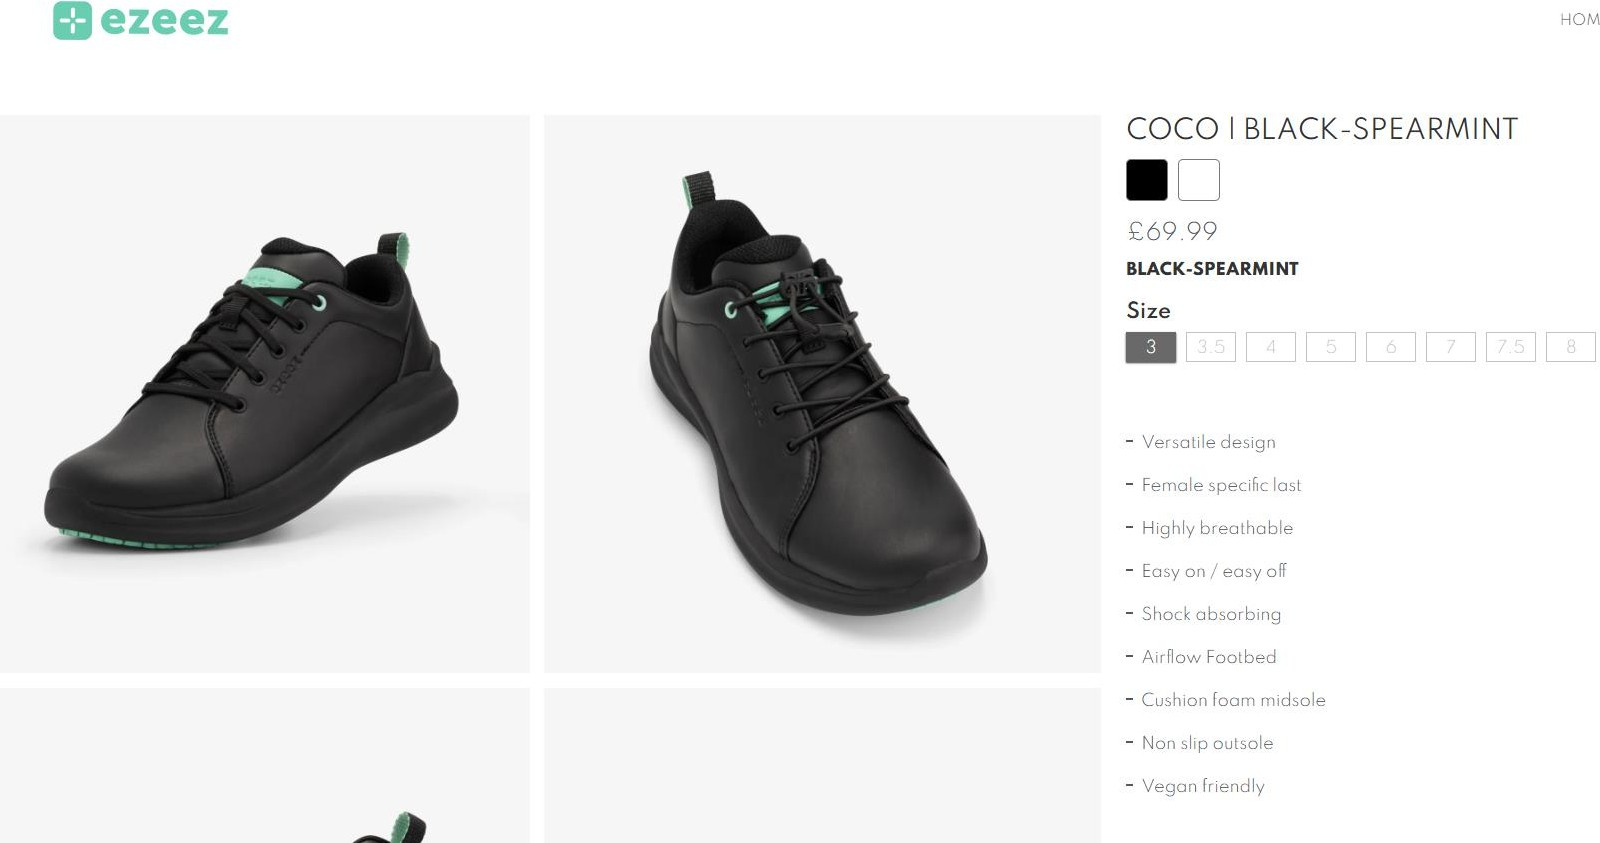 ezeez
HOM
COCO | BLACK-SPEARMINT
£69.99
BLACK-SPEARMINT
Size
3 3.5 4 5 6 7 7.5 8
- Versatile design
- Female specific last
- Highly breathable
- Easy on / easy off
- Shock absorbing
- Airflow Footbed
- Cushion foam midsole
- Non slip outsole
- Vegan friendly